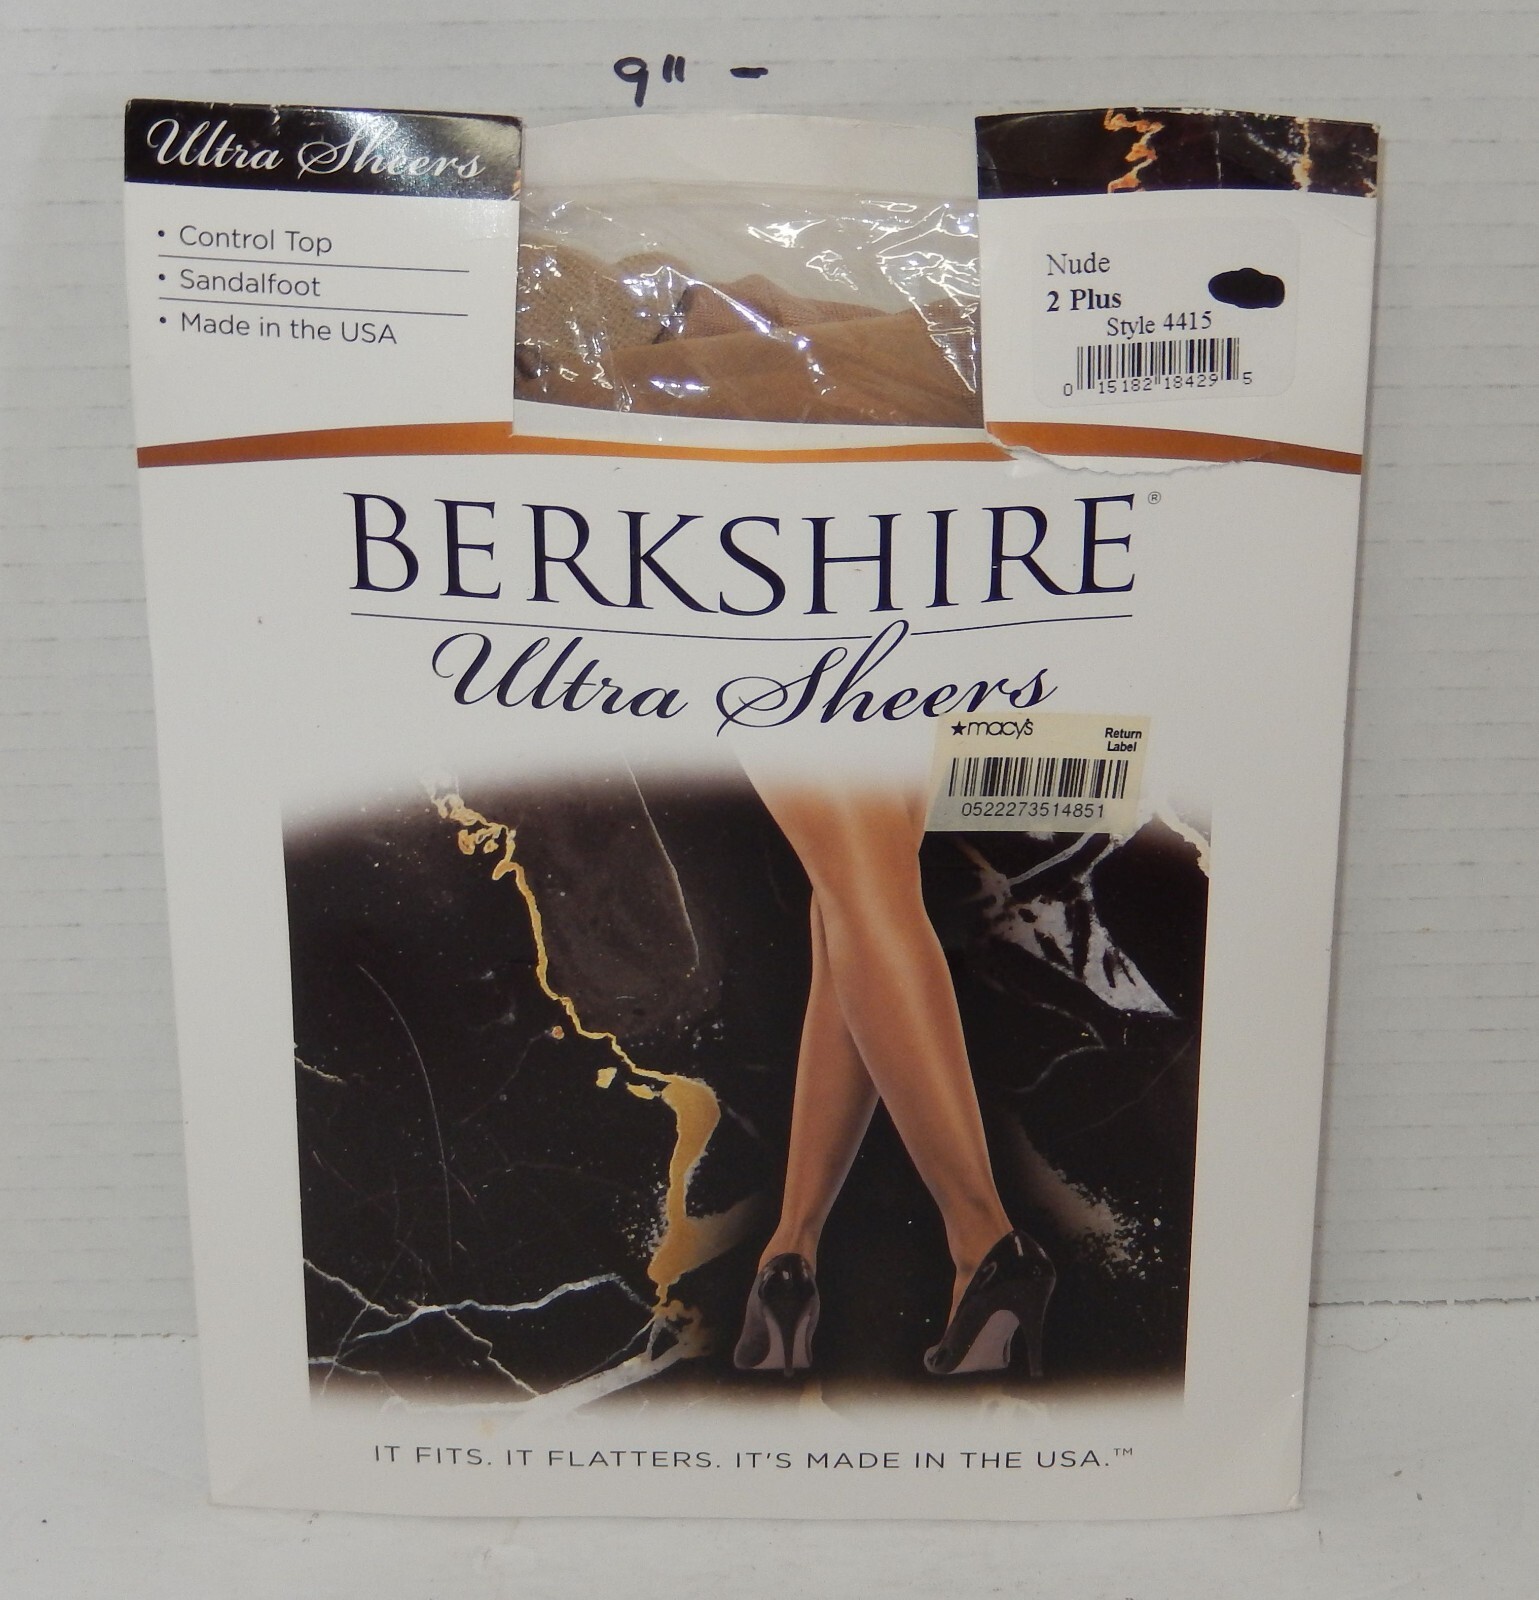 9" -
Ultra Sheers
• Control Top
• Sandalfoot
• Made in the USA
Nude
2 Plus
Style 4415
0 15182 18429 5
BERKSHIRE®
Ultra Sheers
★macy's
Return
Label
0522273514851
IT FITS. IT FLATTERS. IT'S MADE IN THE USA.™